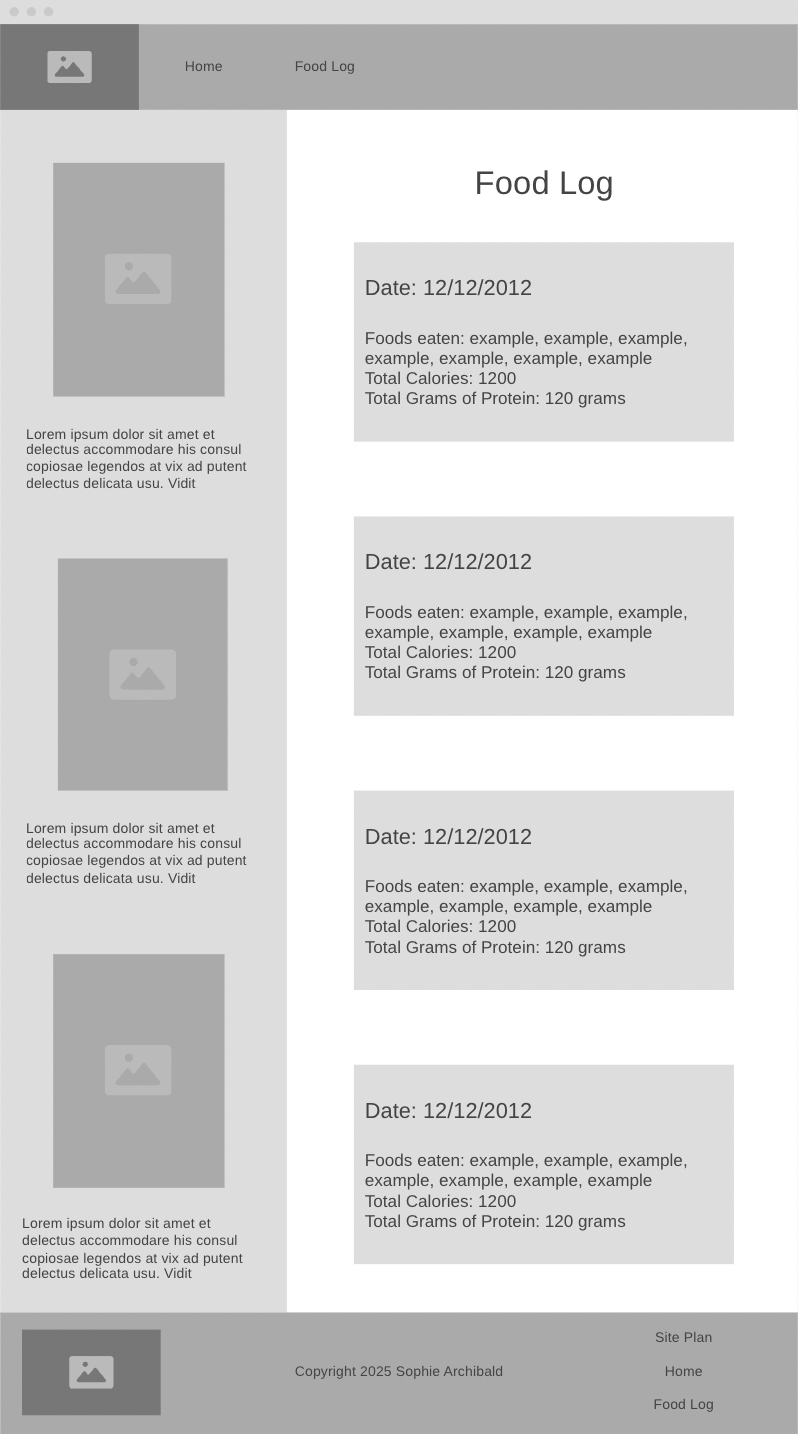 Home
Food Log
Lorem ipsum dolor sit amet et
delectus accommodare his consul
copiosae legendos at vix ad putent
delectus delicata usu. Vidit
Lorem ipsum dolor sit amet et
delectus accommodare his consul
copiosae legendos at vix ad putent
delectus delicata usu. Vidit
Lorem ipsum dolor sit amet et
delectus accommodare his consul
copiosae legendos at vix ad putent
delectus delicata usu. Vidit
Food Log
Date: 12/12/2012
Foods eaten: example, example, example,
example, example, example, example
Total Calories: 1200
Total Grams of Protein: 120 grams
Date: 12/12/2012
Foods eaten: example, example, example,
example, example, example, example
Total Calories: 1200
Total Grams of Protein: 120 grams
Date: 12/12/2012
Foods eaten: example, example, example,
example, example, example, example
Total Calories: 1200
Total Grams of Protein: 120 grams
Date: 12/12/2012
Foods eaten: example, example, example,
example, example, example, example
Total Calories: 1200
Total Grams of Protein: 120 grams
Copyright 2025 Sophie Archibald
Site Plan
Home
Food Log